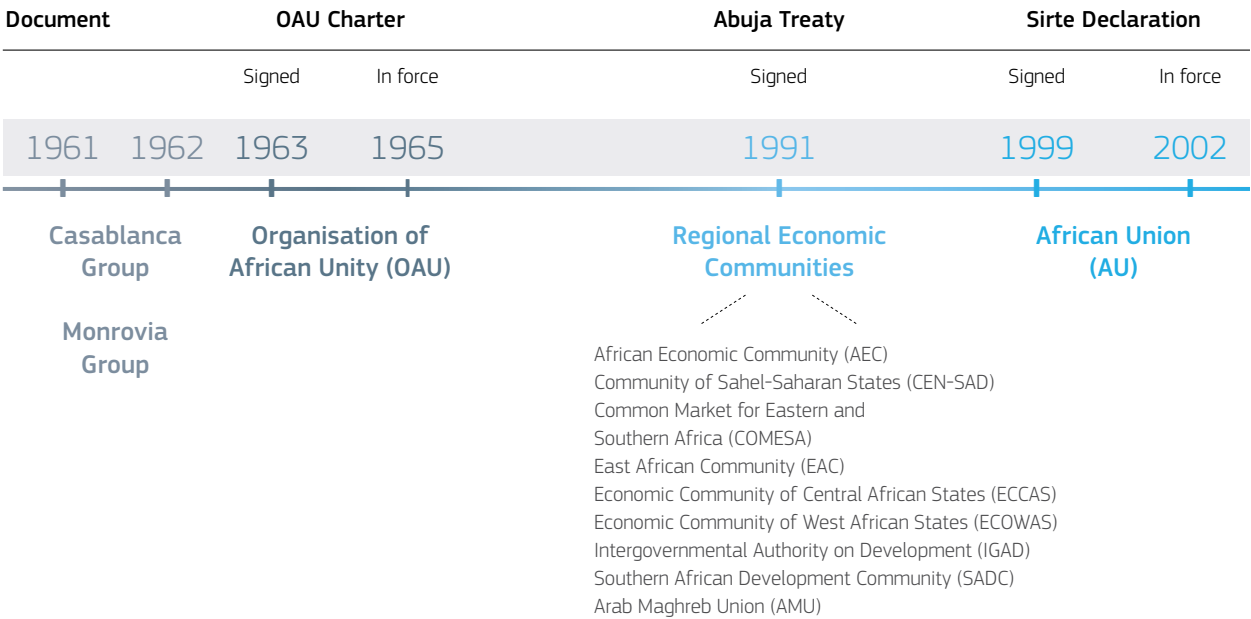 Document OAU Charter Abuja Treaty Sirte Declaration
Signed In force Signed Signed In force
1961 1962 1963 1965 1991 1999 2002
Casablanca
Group
Monrovia
Group
Organisation of
African Unity (OAU)
Regional Economic
Communities
African Economic Community (AEC)
Community of Sahel-Saharan States (CEN-SAD)
Common Market for Eastern and
Southern Africa (COMESA)
East African Community (EAC)
Economic Community of Central African States (ECCAS)
Economic Community of West African States (ECOWAS)
Intergovernmental Authority on Development (IGAD)
Southern African Development Community (SADC)
Arab Maghreb Union (AMU)
African Union
(AU)